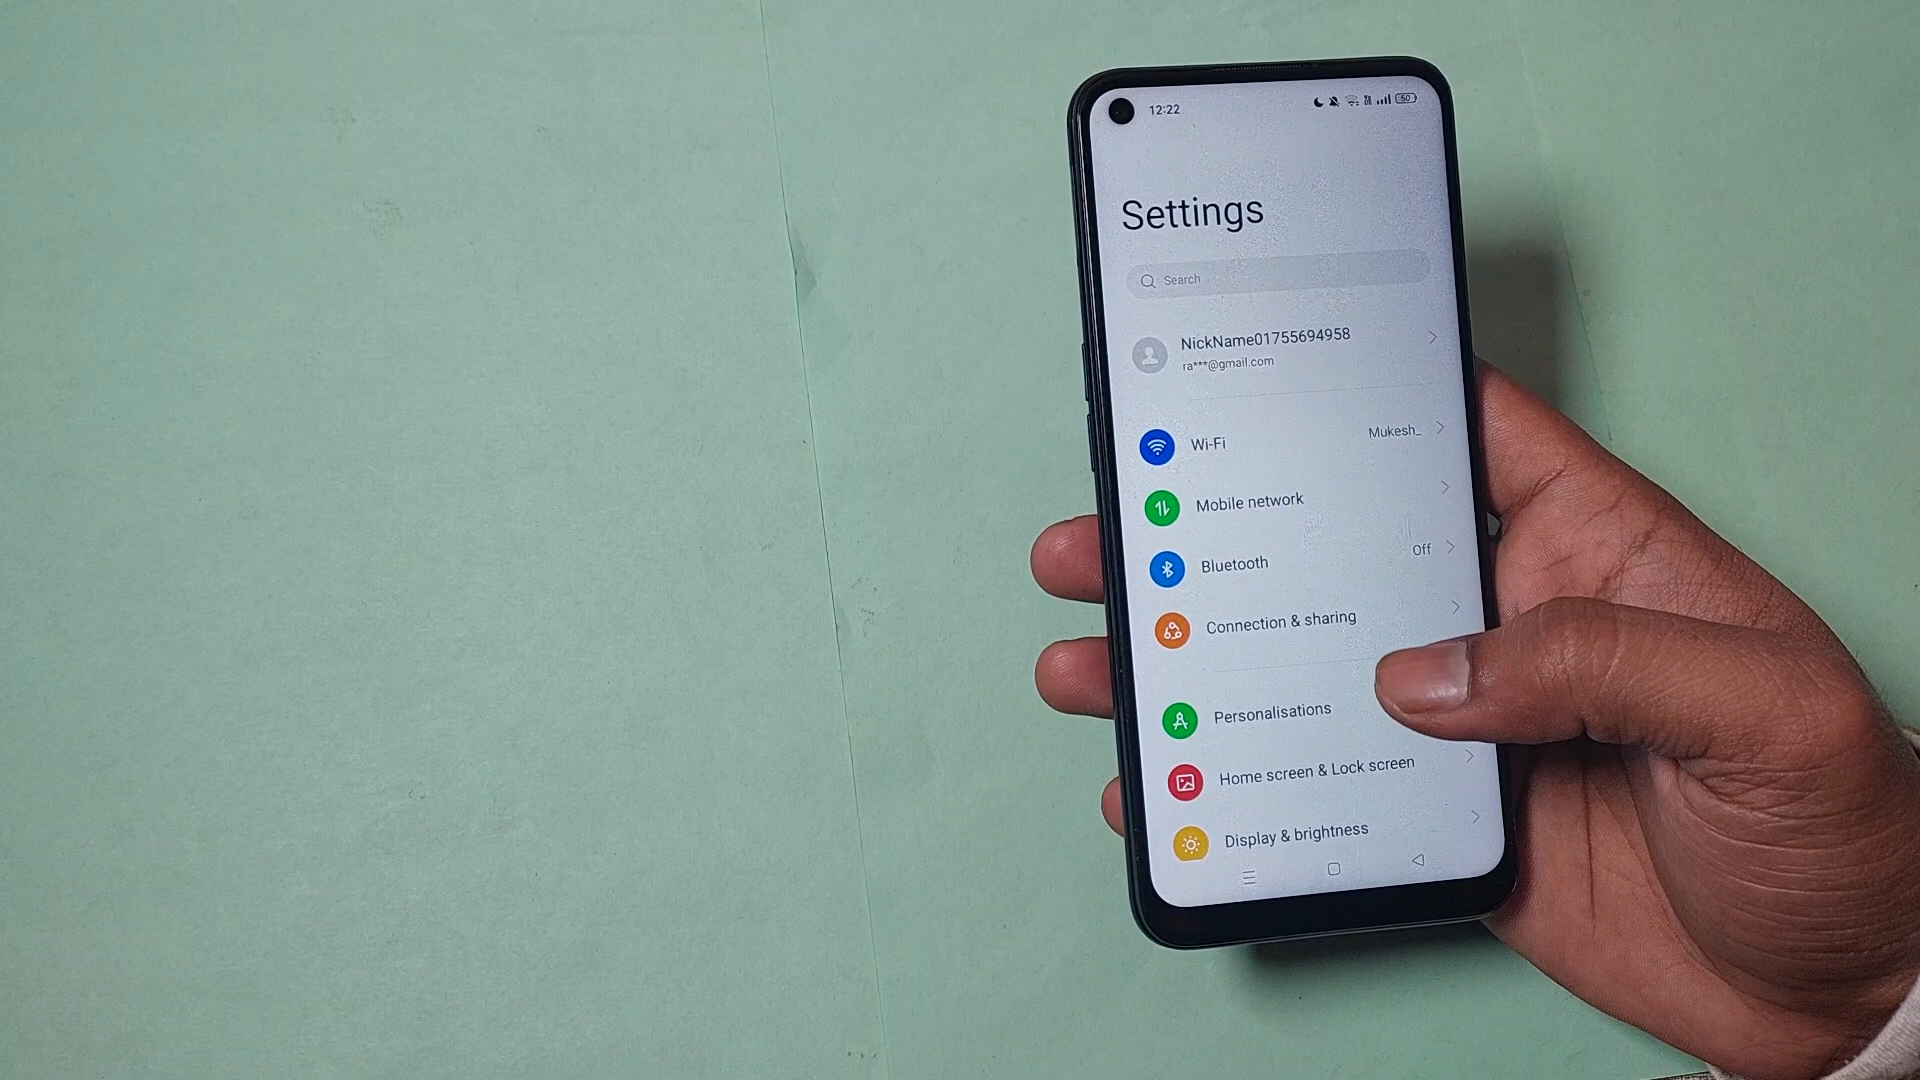 12:22
50
Settings
Search
NickName01755694958
ra***@gmail.com
Wi-Fi Mukesh_
Mobile network
Bluetooth Off
Connection & sharing
Personalisations
Home screen & Lock screen
Display & brightness